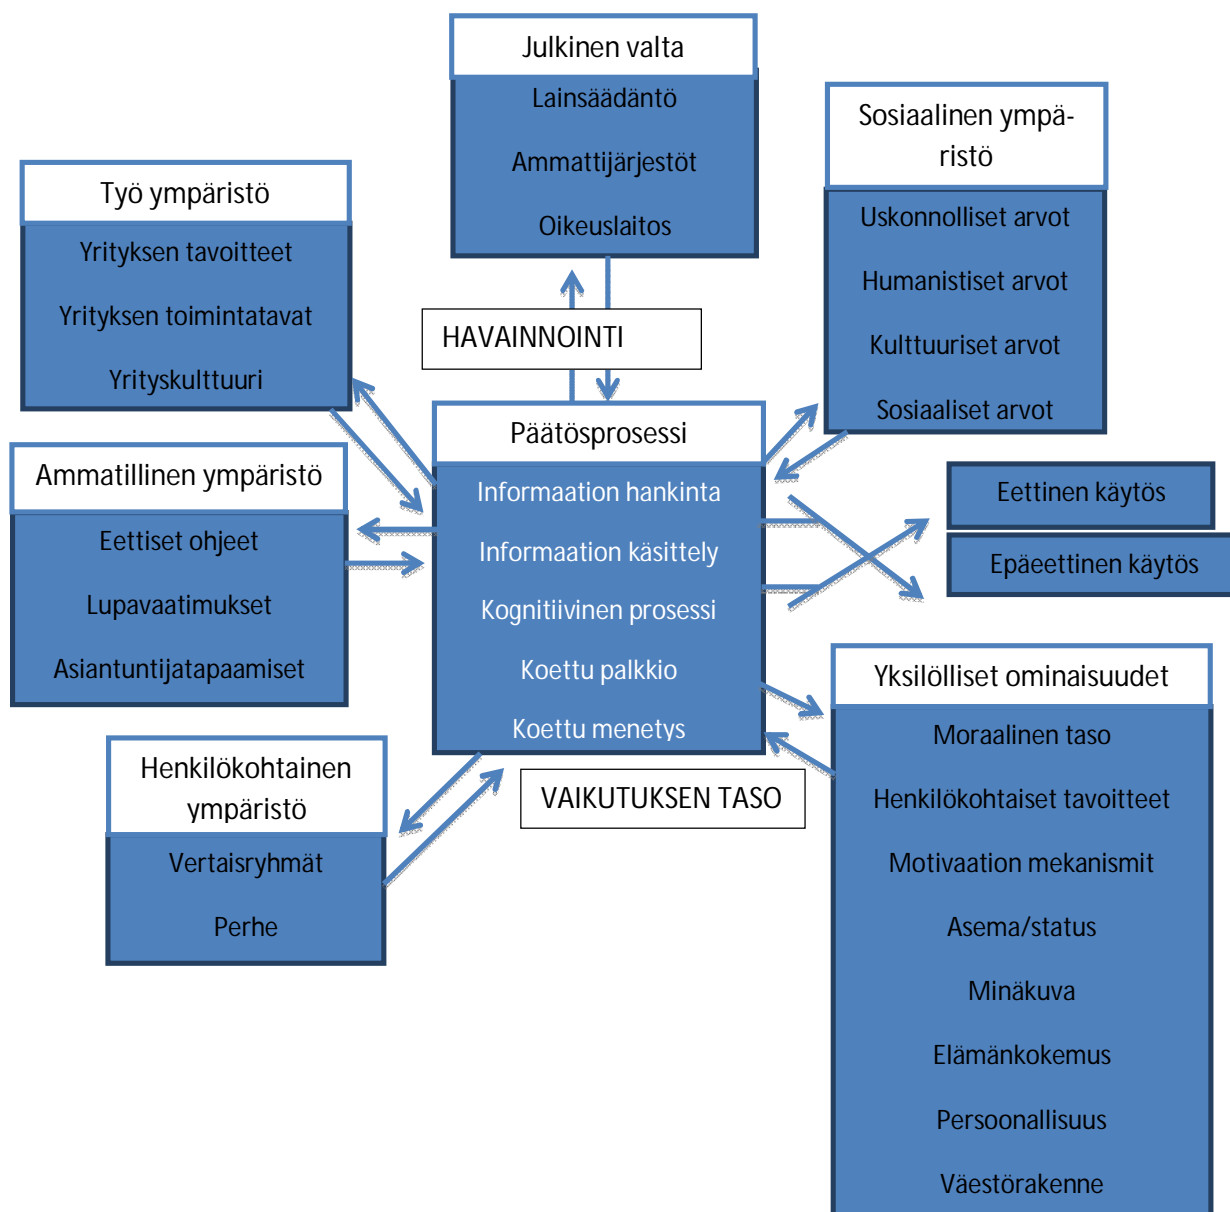 Julkinen valta
Lainsäädäntö
Ammattijärjestöt
Oikeuslaitos
Sosiaalinen ympä-
ristö
Uskonnolliset arvot
Humanistiset arvot
Kulttuuriset arvot
Sosiaaliset arvot
Työ ympäristö
Yrityksen tavoitteet
Yrityksen toimintatavat
Yrityskulttuuri
HAVAINNOINTI
Päätösprosessi
Informaation hankinta
Informaation käsittely
Kognitiivinen prosessi
Koettu palkkio
Koettu menetys
Ammatillinen ympäristö
Eettiset ohjeet
Lupavaatimukset
Asiantuntijatapaamiset
Eettinen käytös
Epäeettinen käytös
Henkilökohtainen
ympäristö
Vertaisryhmät
Perhe
VAIKUTUKSEN TASO
Yksilölliset ominaisuudet
Moraalinen taso
Henkilökohtaiset tavoitteet
Motivaation mekanismit
Asema/status
Minäkuva
Elämänkokemus
Persoonallisuus
Väestörakenne